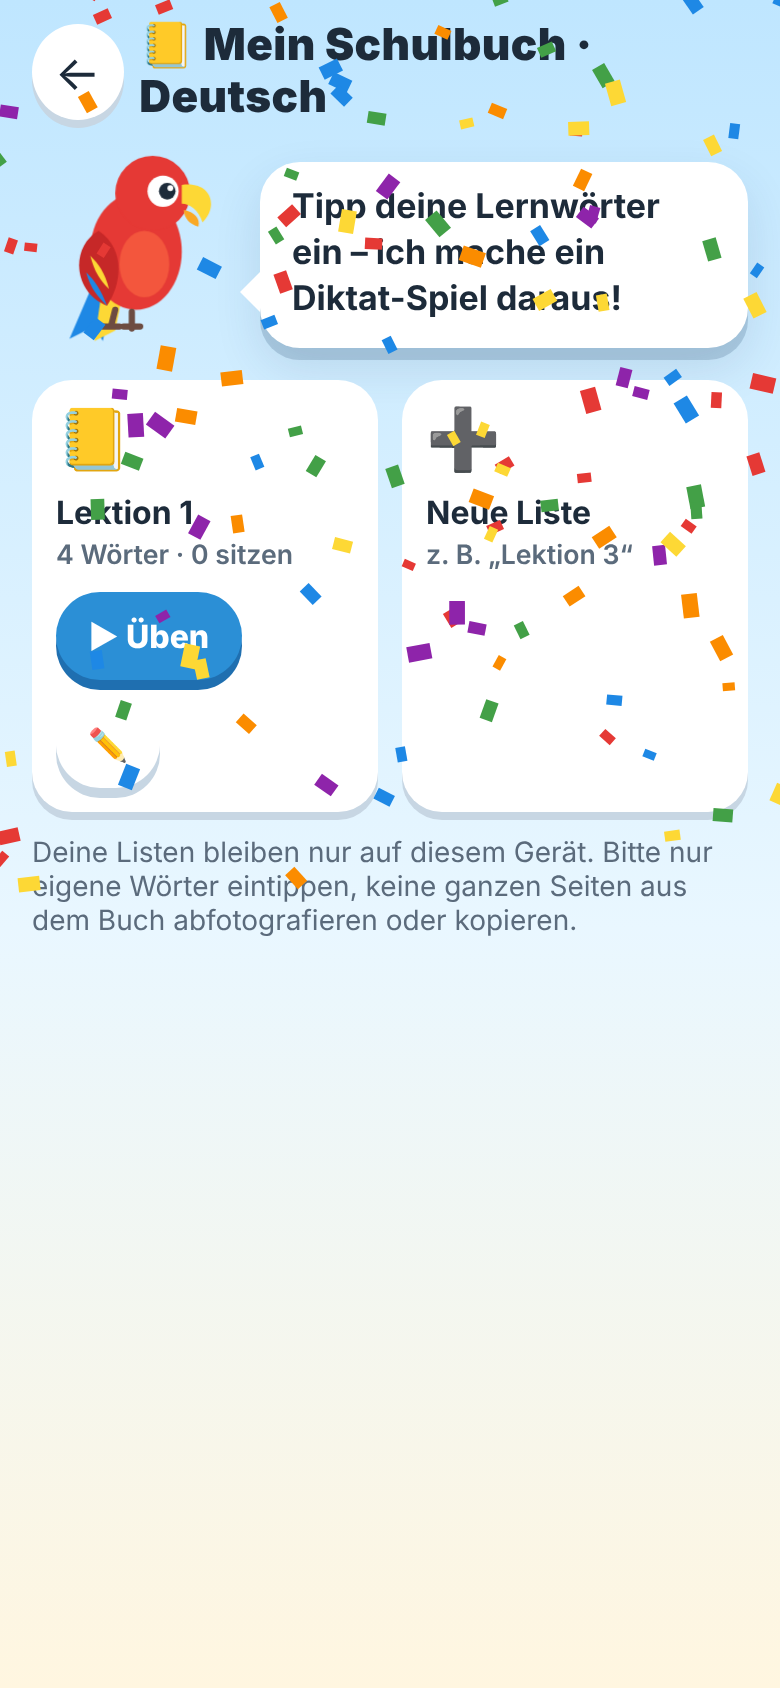 Mein Schulbuch ·
Deutsch
Tipp deine Lernwörter
ein – ich mache ein
Diktat-Spiel daraus!
Lektion 1
4 Wörter · 0 sitzen
Üben
Neue Liste
z. B. „Lektion 3“
Deine Listen bleiben nur auf diesem Gerät. Bitte nur
eigene Wörter eintippen, keine ganzen Seiten aus
dem Buch abfotografieren oder kopieren.